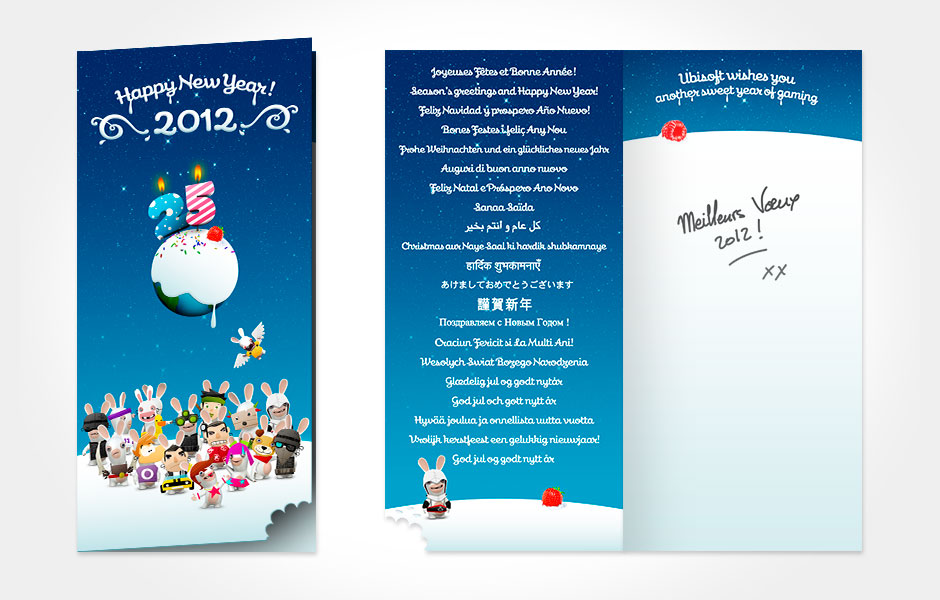 Happy New Year!
2012
25
Joyeuses Fêtes et Bonne Année !
Season's greetings and Happy New Year!
Feliz Navidad ÿ prospero Año Nuevo!
Bones Festes i feliç Any Nou
Frohe Weihnachten und ein glückliches neues Jahr
Auguri di buon anno nuovo
Feliz Natal e Préspero Ano Novo
Sanaa Saïda
كل عام و انتم بخير
Christmas aur Naye Saal ki hardik shubkamnaye
हार्दिक शुभकामनाएँ
あけましておめでとうございます
謹賀新年
Поздравляем с Новым Годом !
Craciun Fericit si La Multi Ani!
Wesolych Swiat Bozego Narodzenia
Glædelig jul og godt nytår
God jul och gott nytt år
Hyvää joulua ja onnellista uutta vuotta
Vrolijk kerstfeest een gelukkig nieuwjaar!
God jul og godt nytt år
Ubisoft wishes you
another sweet year of gaming
Meilleurs Vœux
2012 !
xx